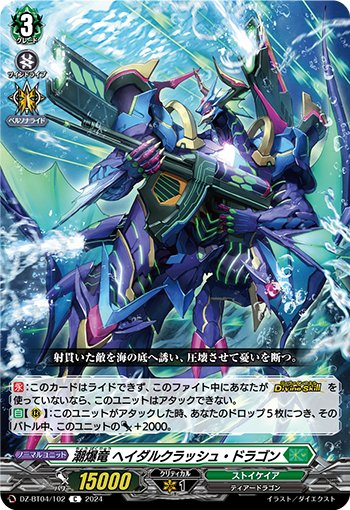 3
グレード
ツインドライブ
ペルソナライド
射貫いた敵を海の底へ誘い、圧壊させて憂いを断つ。
永:このカードはライドできず、このファイト中にあなたが Divine Skill
を使っていないなら、このユニットはアタックできない。
自【(R)】:このユニットがアタックした時、あなたのドロップ5枚につき、その
バトル中、このユニットの+2000。
ノーマルユニット
潮爆竜 ヘイダルクラッシュ・ドラゴン
パワー 15000
クリティカル
1
ストイケイア
ティアードラゴン
DZ-BT04/102 C 2024
イラスト/ダイエクスト